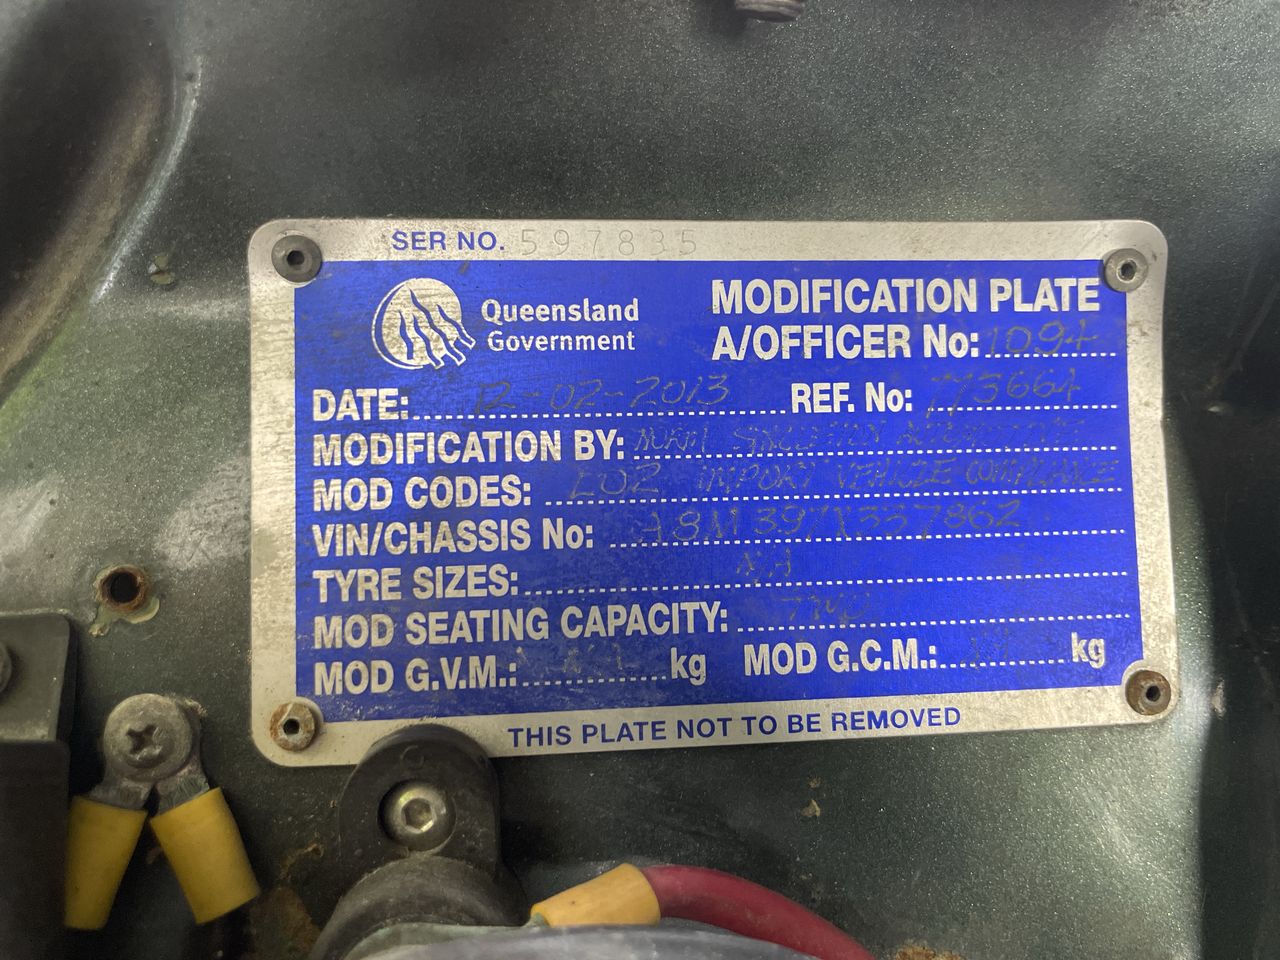 SER NO. 597835
Queensland
Government
MODIFICATION PLATE
A/OFFICER No: 1094
DATE: 12-02-2013 REF. No: 773664
MODIFICATION BY:
MOD CODES: LO2 IMPORT VEHICLE COMPLIANCE
VIN/CHASSIS No:
TYRE SIZES: NA
MOD SEATING CAPACITY: TWO
MOD G.V.M.: kg MOD G.C.M.: kg
THIS PLATE NOT TO BE REMOVED